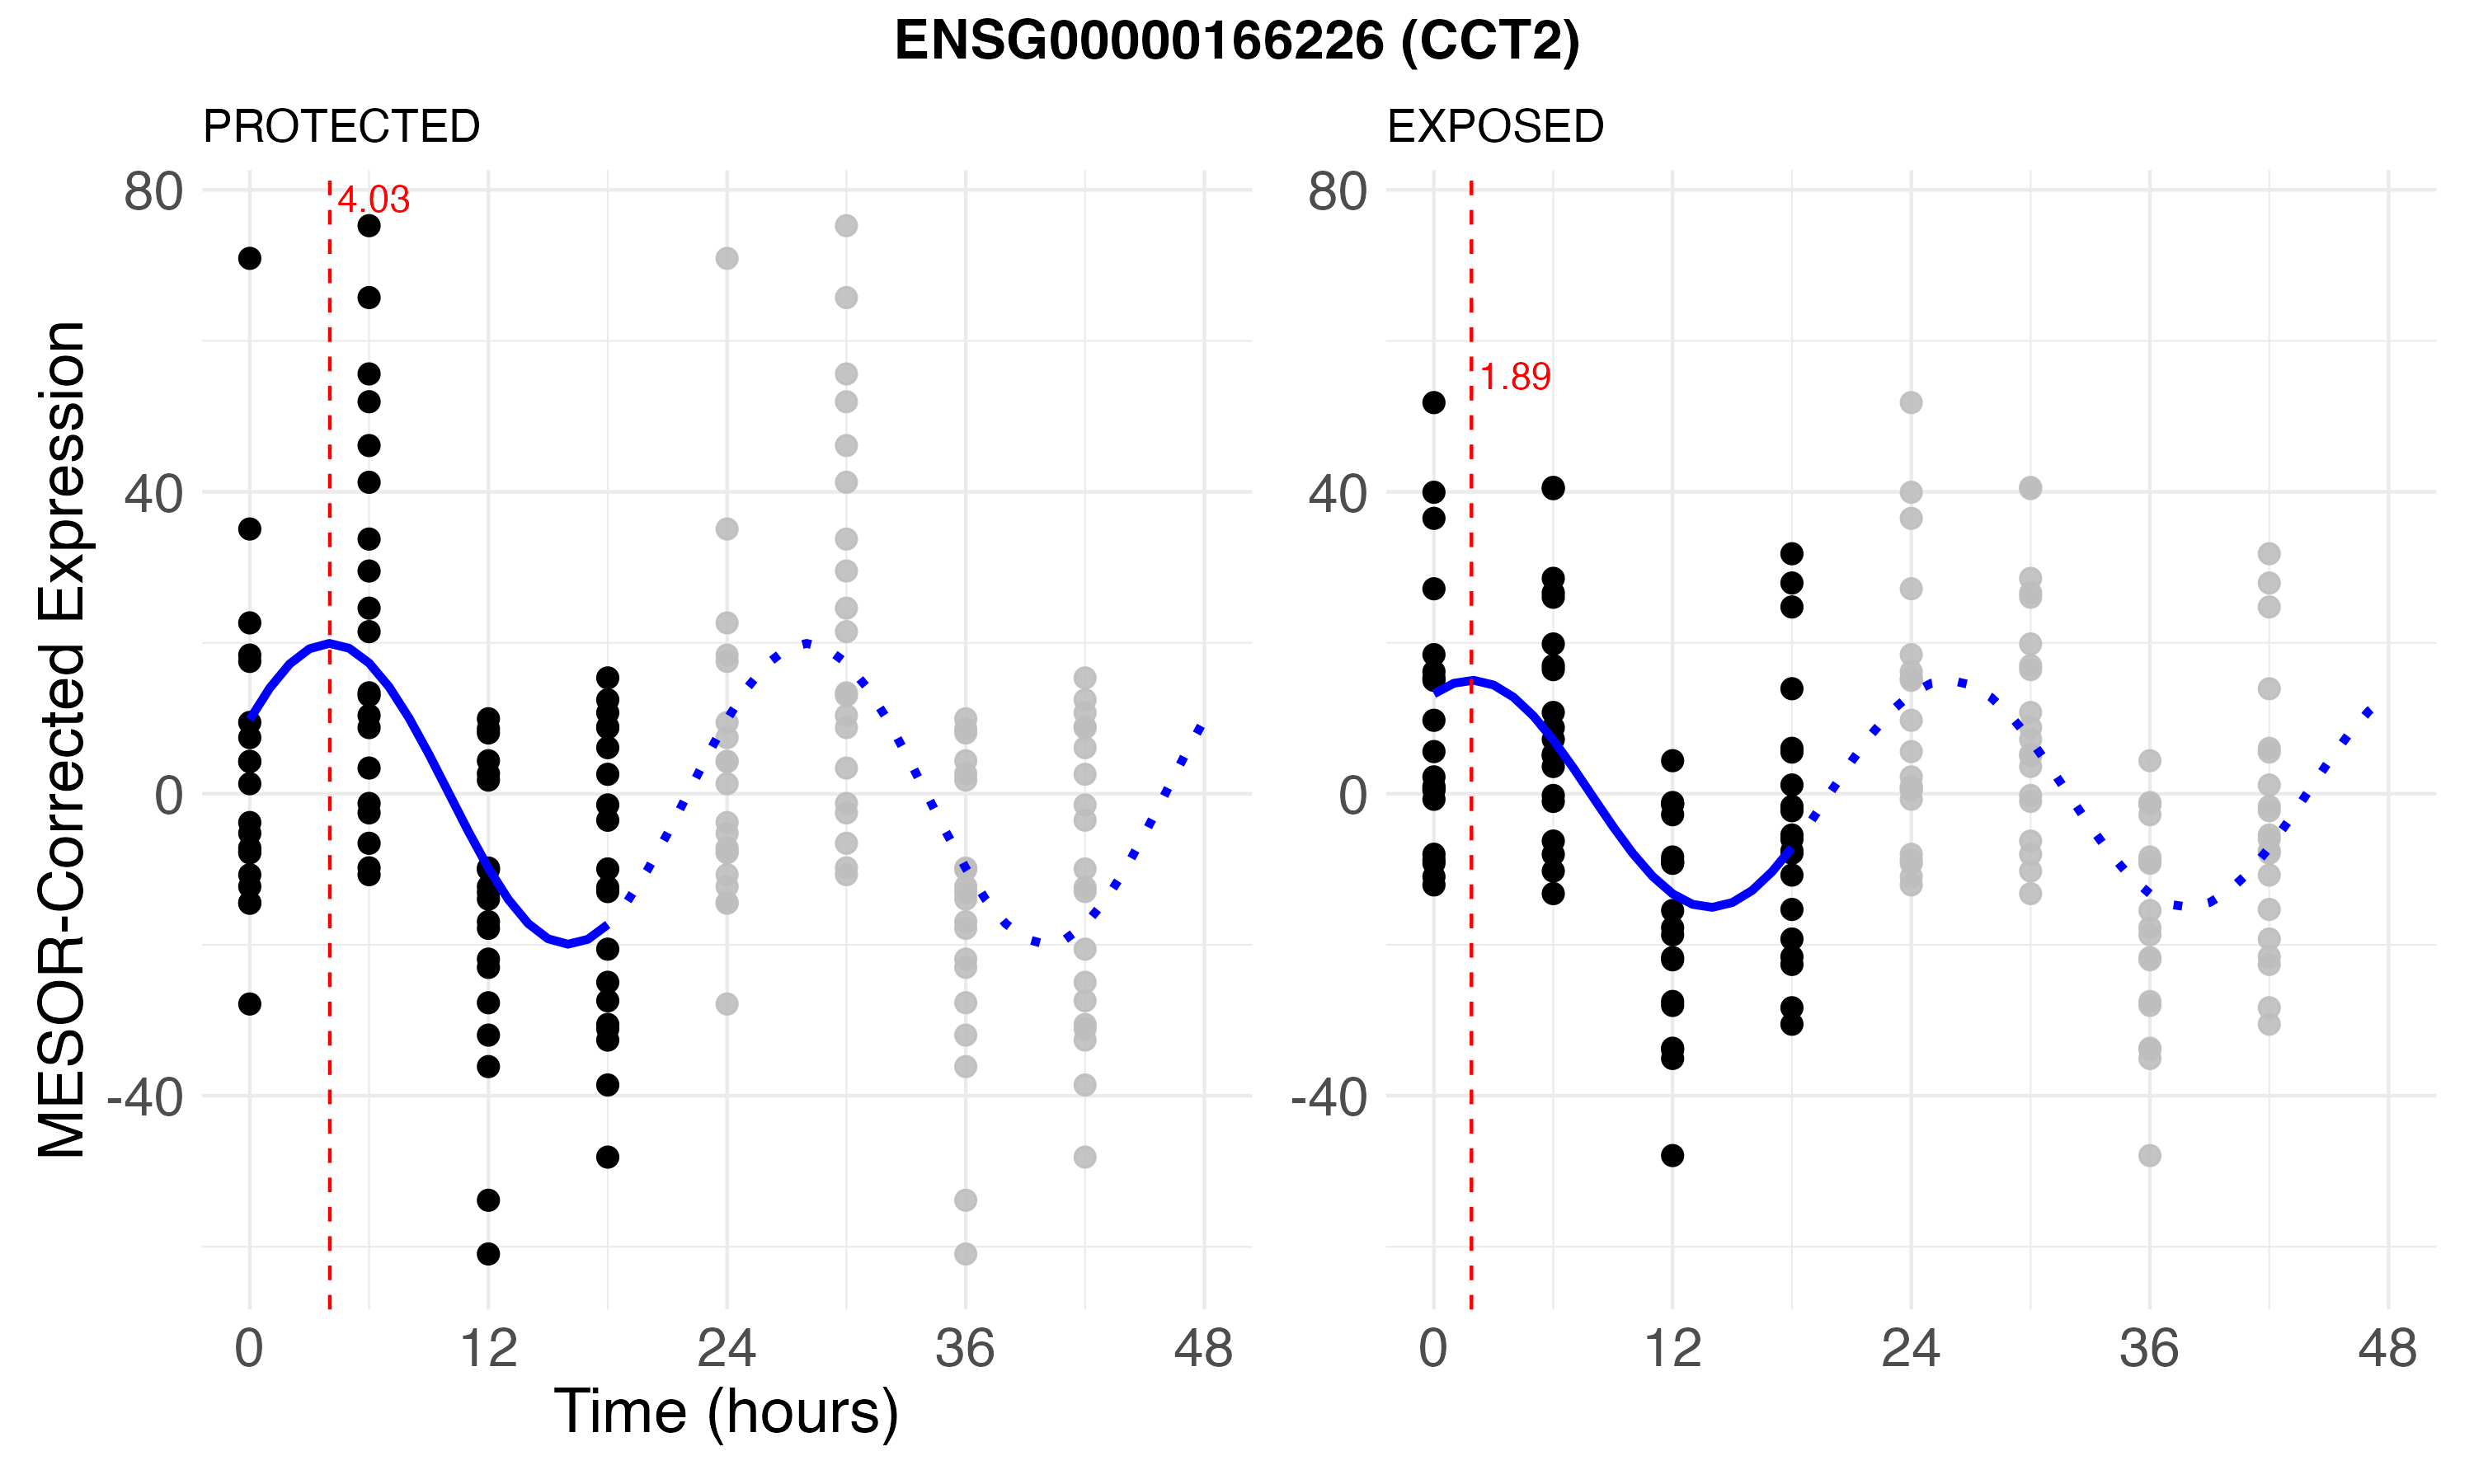 ENSG00000166226 (CCT2)
PROTECTED
EXPOSED
MESOR-Corrected Expression
80
40
0
-40
4.03
0 12 24 36 48
80
40
0
-40
1.89
0 12 24 36 48
Time (hours)